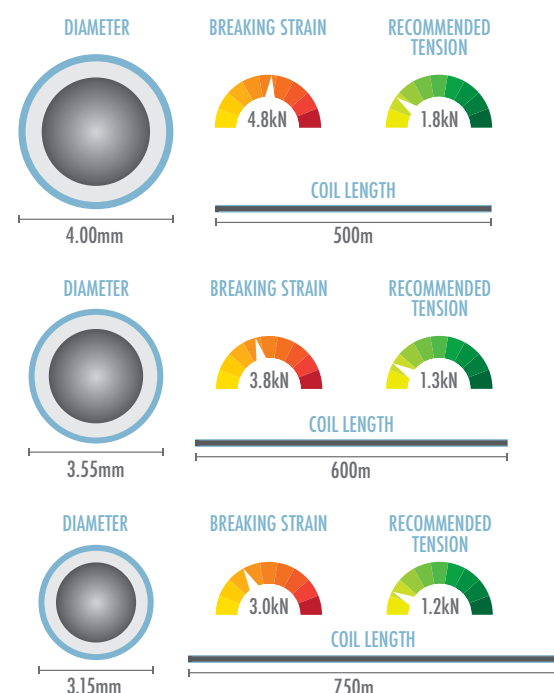 DIAMETER
BREAKING STRAIN
RECOMMENDED
TENSION
4.8kN
1.8kN
COIL LENGTH
4.00mm
500m
DIAMETER
BREAKING STRAIN
RECOMMENDED
TENSION
3.8kN
1.3kN
COIL LENGTH
3.55mm
600m
DIAMETER
BREAKING STRAIN
RECOMMENDED
TENSION
3.0kN
1.2kN
COIL LENGTH
3.15mm
750m